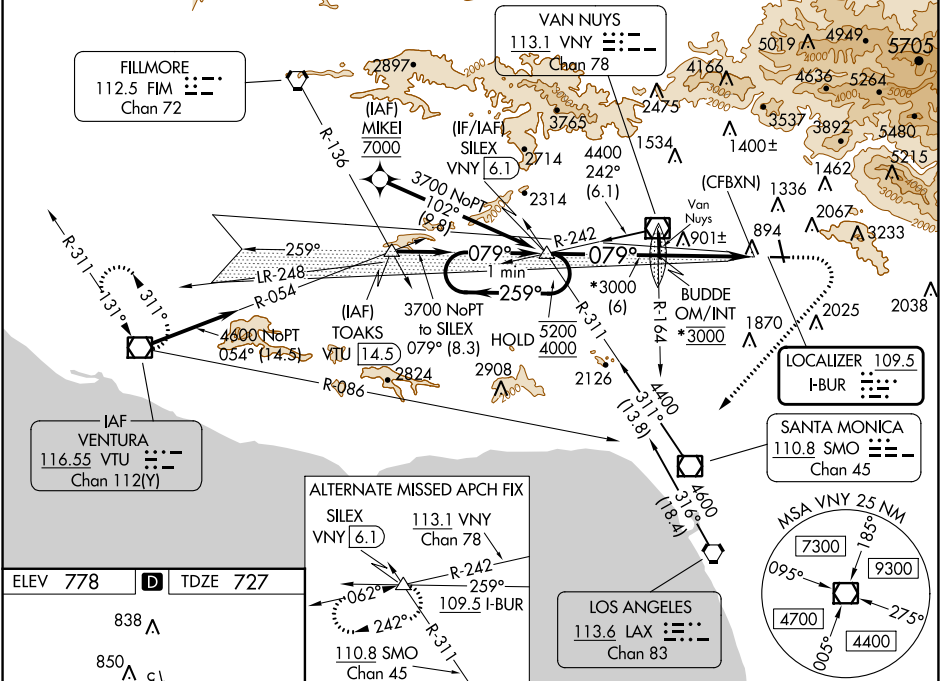 FILLMORE
112.5 FIM
Chan 72
VAN NUYS
113.1 VNY
Chan 78
2897
2000
3765
2714
2314
2475
4166
1534
1400±
5019
4949
5705
4636
5264
3537
3892
5480
5215
1462
1336
2067
3233
2038
2025
1870
894
901±
(IAF)
MIKEI
7000
(IF/IAF)
SILEX
VNY 6.1
4400
242°
(6.1)
3700 NoPT
102°
(9.8)
R-136
R-242
Van
Nuys
(CFBXN)
259°
LR-248
R-054
079°
1 min
259°
079°
*3000
(6)
BUDDE
OM/INT
*3000
R-164
R-311
R-311
131°
311°
4600 NoPT
054° (14.5)
(IAF)
TOAKS
VTU 14.5
3700 NoPT
to SILEX
079° (8.3)
HOLD
5200
4000
2824
2908
2126
R-086
4400
311°
(13.8)
4600
316°
(18.4)
LOCALIZER 109.5
I-BUR
IAF
VENTURA
116.55 VTU
Chan 112(Y)
SANTA MONICA
110.8 SMO
Chan 45
LOS ANGELES
113.6 LAX
Chan 83
ALTERNATE MISSED APCH FIX
SILEX
VNY 6.1
113.1 VNY
Chan 78
R-242
259°
109.5 I-BUR
062°
242°
R-311
110.8 SMO
Chan 45
MSA VNY 25 NM
7300
185°
095°
9300
4700
275°
4400
005°
ELEV 778
D
TDZE 727
838
850